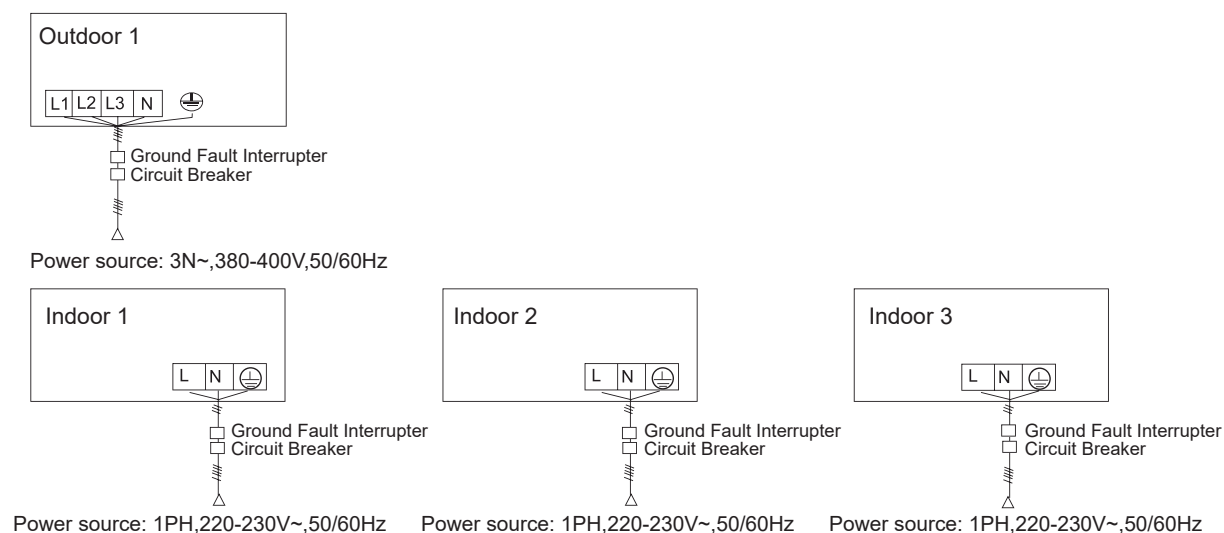 Outdoor 1
L1 L2 L3 N
Ground Fault Interrupter
Circuit Breaker
Power source: 3N~,380-400V,50/60Hz
Indoor 1
L N
Ground Fault Interrupter
Circuit Breaker
Power source: 1PH,220-230V~,50/60Hz
Indoor 2
L N
Ground Fault Interrupter
Circuit Breaker
Power source: 1PH,220-230V~,50/60Hz
Indoor 3
L N
Ground Fault Interrupter
Circuit Breaker
Power source: 1PH,220-230V~,50/60Hz